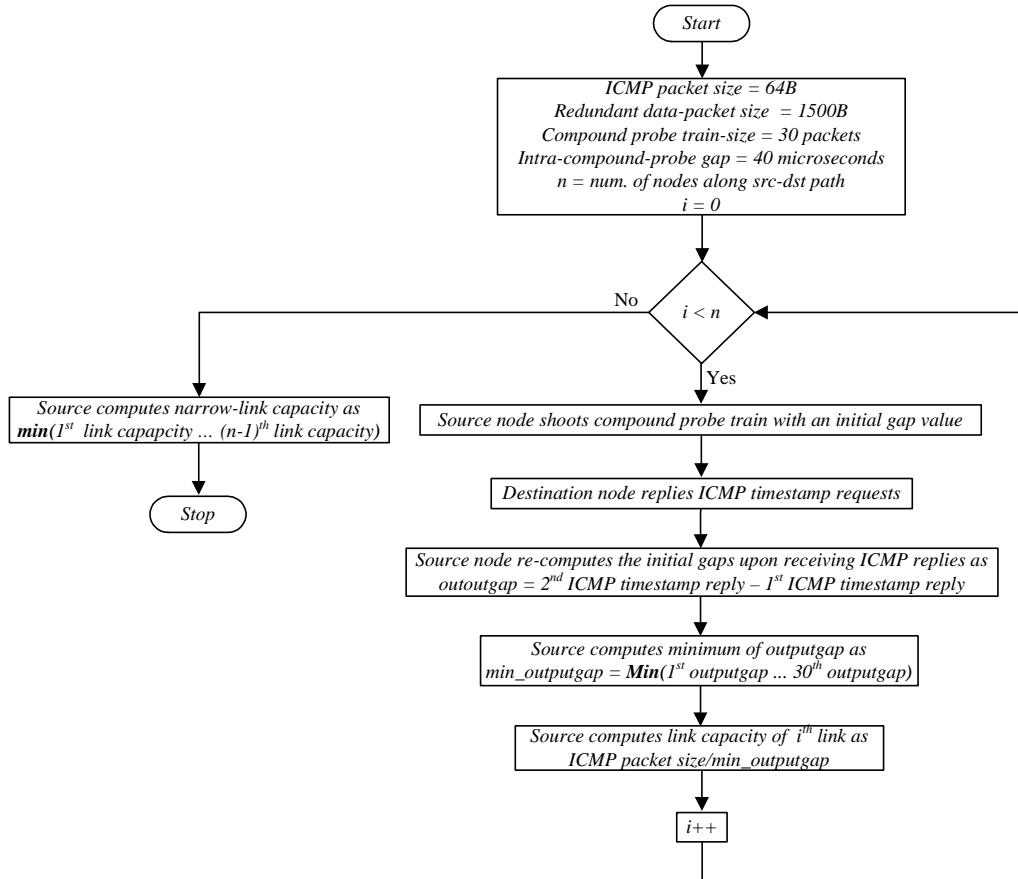 Start
ICMP packet size = 64B
Redundant data-packet size = 1500B
Compound probe train-size = 30 packets
Intra-compound-probe gap = 40 microseconds
n = num. of nodes along src-dst path
i = 0
i < n
No
Yes
Source computes narrow-link capacity as
min(1st link capapcity ... (n-1)th link capacity)
Stop
Source node shoots compound probe train with an initial gap value
Destination node replies ICMP timestamp requests
Source node re-computes the initial gaps upon receiving ICMP replies as
outoutgap = 2nd ICMP timestamp reply – 1st ICMP timestamp reply
Source computes minimum of outputgap as
min_outputgap = Min(1st outputgap ... 30th outputgap)
Source computes link capacity of ith link as
ICMP packet size/min_outputgap
i++